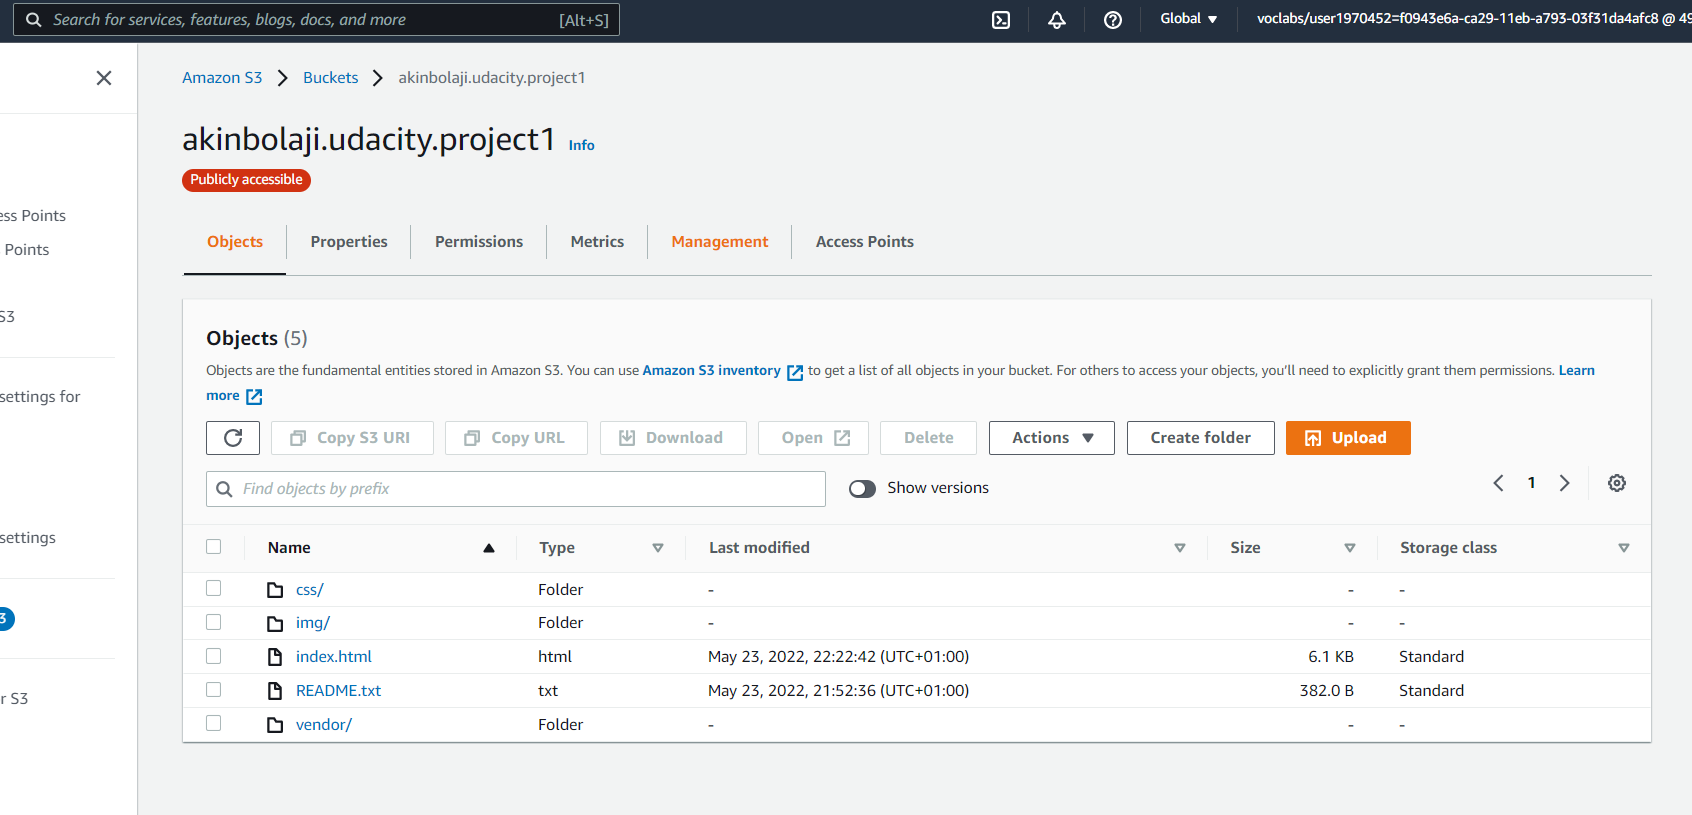 Search for services, features, blogs, docs, and more [Alt+S] Global voclabs/user1970452=f0943e6a-ca29-11eb-a793-03f31da4afc8 @ 49
Amazon S3 Buckets akinbolaji.udacity.project1
akinbolaji.udacity.project1 Info
Publicly accessible
ess Points
Points
S3
settings for
settings
3
r S3
Objects Properties Permissions Metrics Management Access Points
Objects (5)
Objects are the fundamental entities stored in Amazon S3. You can use Amazon S3 inventory to get a list of all objects in your bucket. For others to access your objects, you'll need to explicitly grant them permissions. Learn
more
Copy S3 URI Copy URL Download Open Delete Actions Create folder Upload
Find objects by prefix Show versions 1
Name Type Last modified Size Storage class
css/ Folder - - -
img/ Folder - - -
index.html html May 23, 2022, 22:22:42 (UTC+01:00) 6.1 KB Standard
README.txt txt May 23, 2022, 21:52:36 (UTC+01:00) 382.0 B Standard
vendor/ Folder - - -